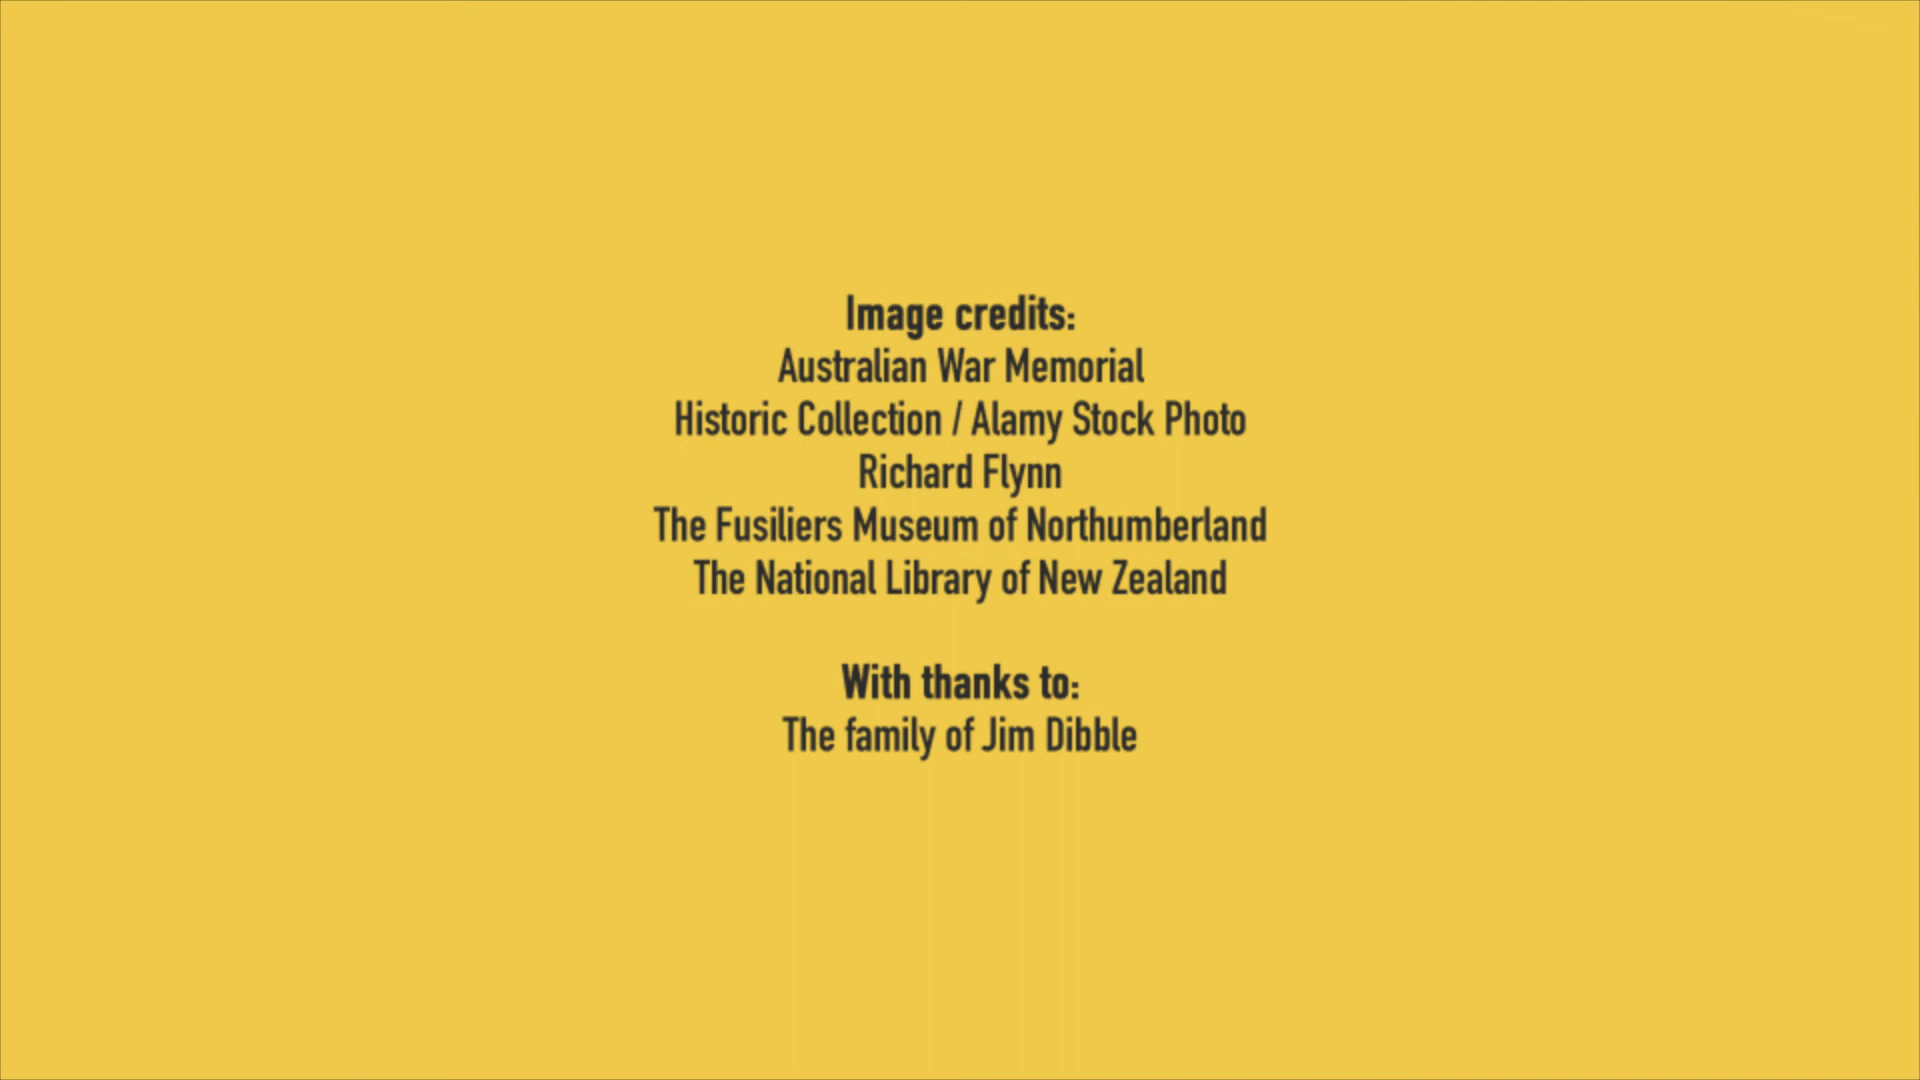 Image credits:
Australian War Memorial
Historic Collection / Alamy Stock Photo
Richard Flynn
The Fusiliers Museum of Northumberland
The National Library of New Zealand
With thanks to:
The family of Jim Dibble